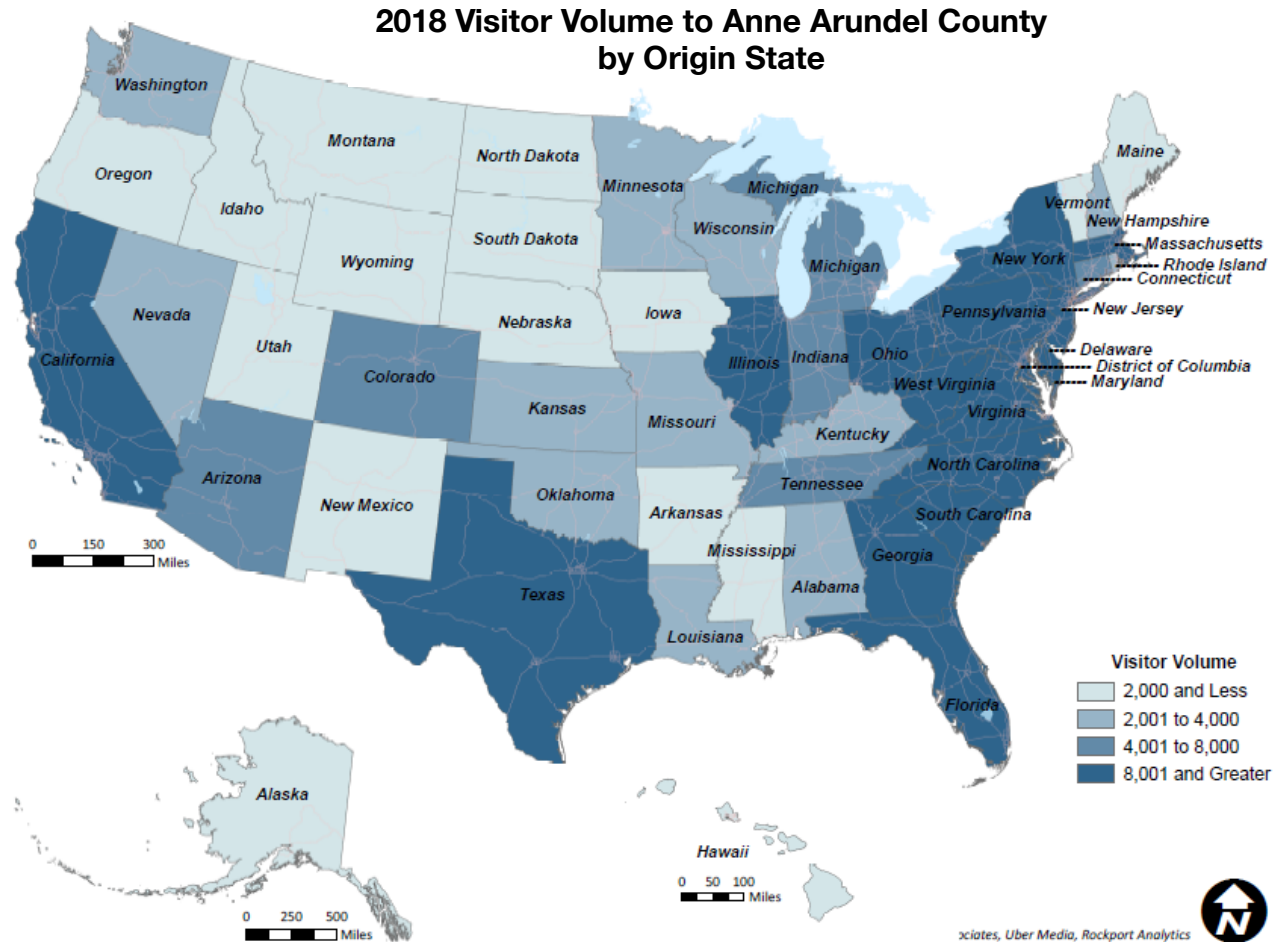 2018 Visitor Volume to Anne Arundel County
by Origin State
Washington
Montana
North Dakota
Minnesota
Michigan
Maine
Oregon
Idaho
Vermont
New Hampshire
Wisconsin
South Dakota
Massachusetts
Wyoming
Michigan
New York
Rhode Island
Connecticut
Nevada
Nebraska
Iowa
Pennsylvania
New Jersey
Utah
California
Colorado
Illinois
Indiana
Ohio
Delaware
District of Columbia
Maryland
West Virginia
Kansas
Missouri
Kentucky
Virginia
Arizona
New Mexico
Oklahoma
Arkansas
Tennessee
North Carolina
South Carolina
0 150 300
Miles
Mississippi
Georgia
Texas
Alabama
Louisiana
Florida
Visitor Volume
2,000 and Less
2,001 to 4,000
4,001 to 8,000
8,001 and Greater
Alaska
Hawaii
0 50 100
Miles
0 250 500
Miles
N
Uber Media, Rockport Analytics